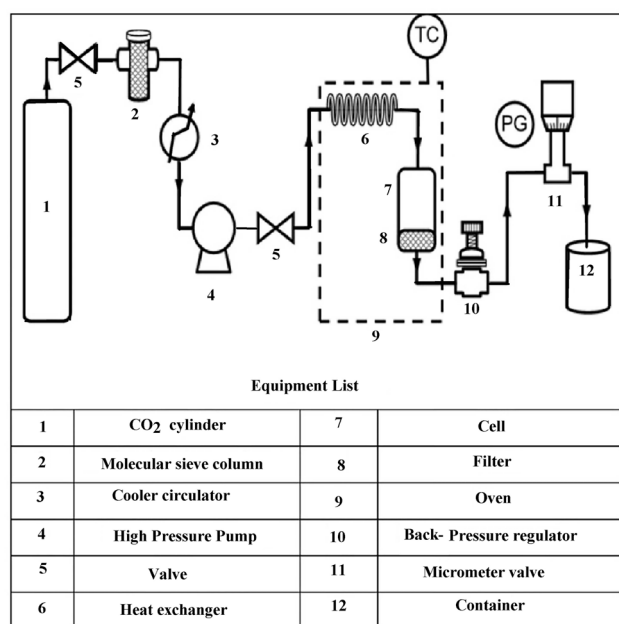 TC
5
2
6
3
PG
7
1
11
8
5
12
4
10
9
Equipment List
1 CO2 cylinder 7 Cell
2 Molecular sieve column 8 Filter
3 Cooler circulator 9 Oven
4 High Pressure Pump 10 Back- Pressure regulator
5 Valve 11 Micrometer valve
6 Heat exchanger 12 Container